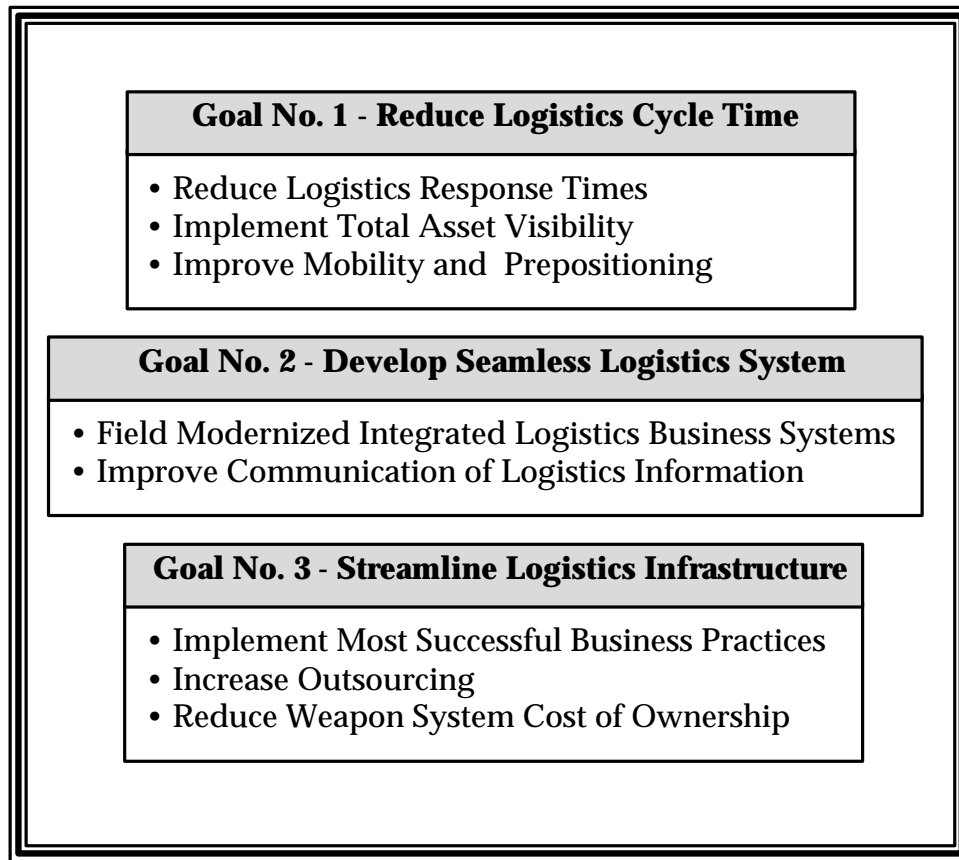 Goal No. 1 - Reduce Logistics Cycle Time
• Reduce Logistics Response Times
• Implement Total Asset Visibility
• Improve Mobility and  Prepositioning
Goal No. 2 - Develop Seamless Logistics System
• Field Modernized Integrated Logistics Business Systems
• Improve Communication of Logistics Information
Goal No. 3 - Streamline Logistics Infrastructure
• Implement Most Successful Business Practices
• Increase Outsourcing
• Reduce Weapon System Cost of Ownership